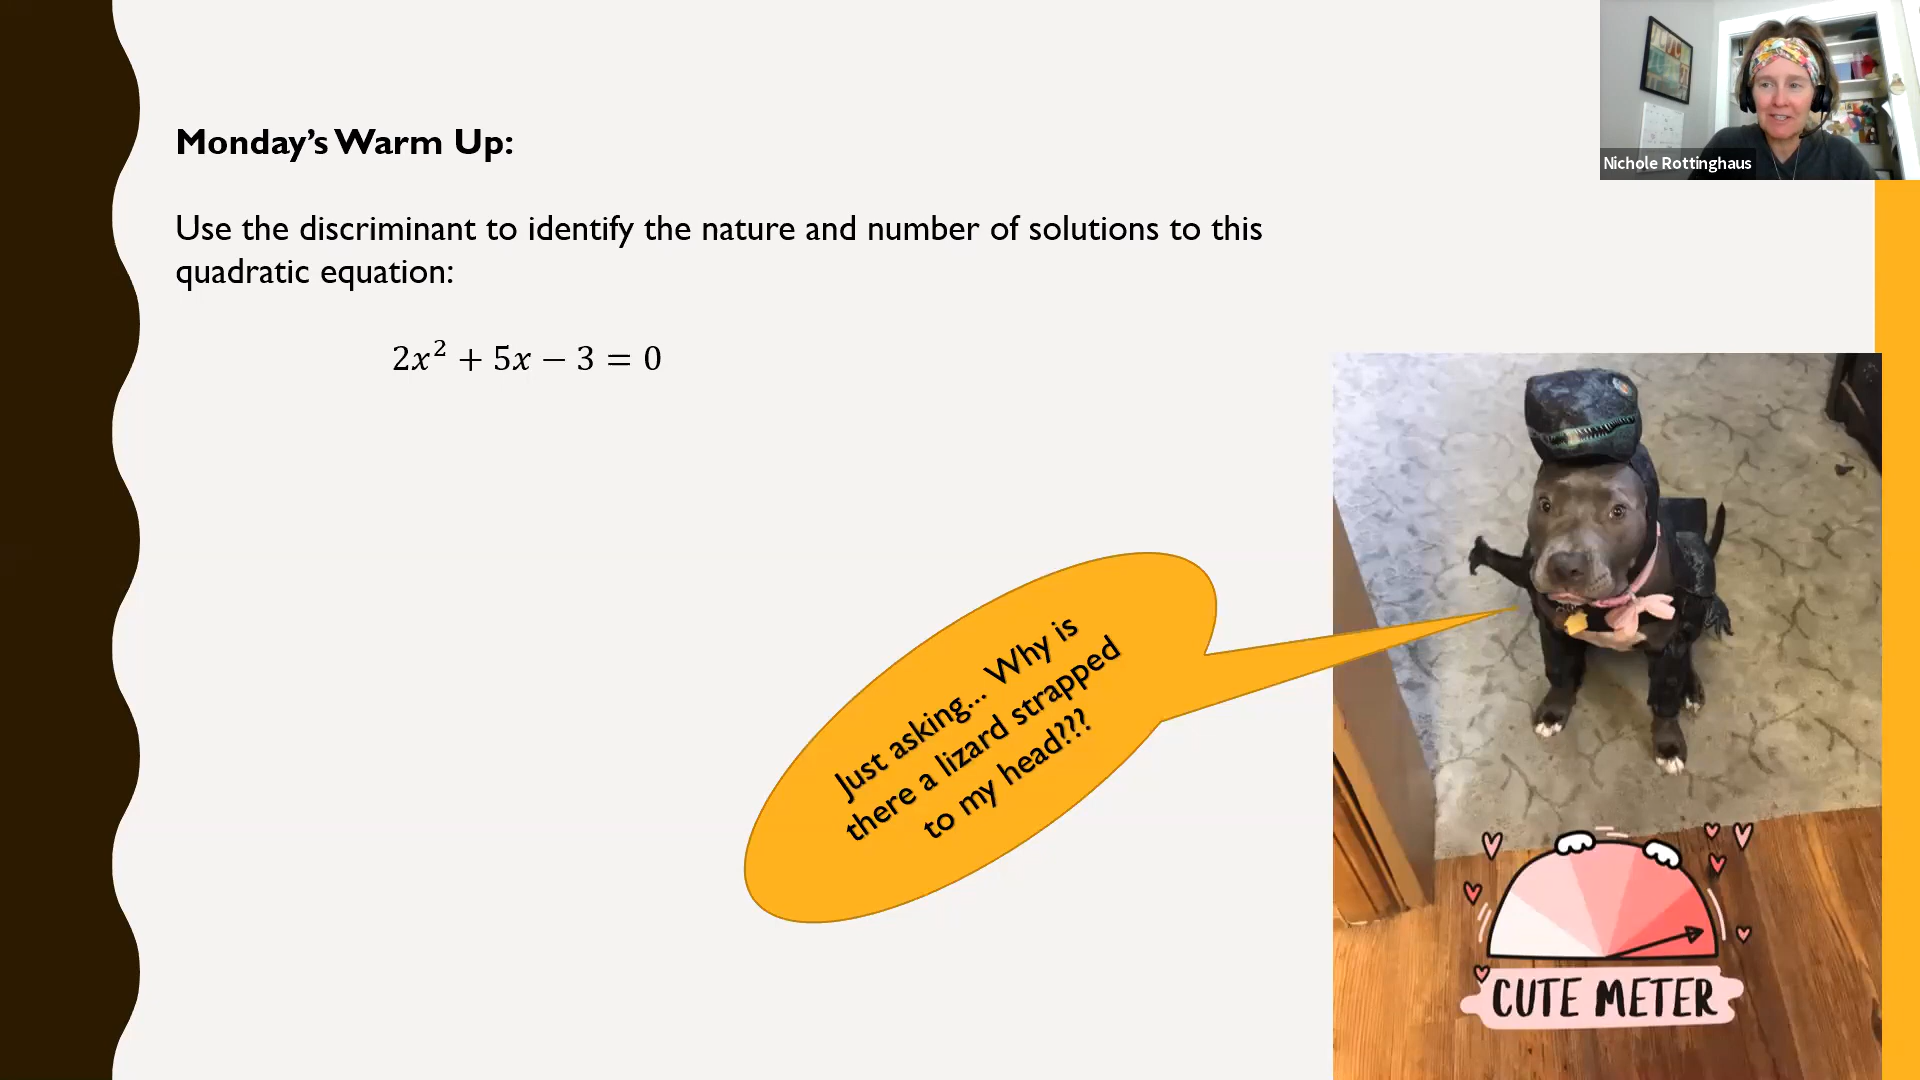 Monday's Warm Up:
Use the discriminant to identify the nature and number of solutions to this
quadratic equation:
2x² + 5x − 3 = 0
Nichole Rottinghaus
Just asking... Why is
there a lizard strapped
to my head???
CUTE METER